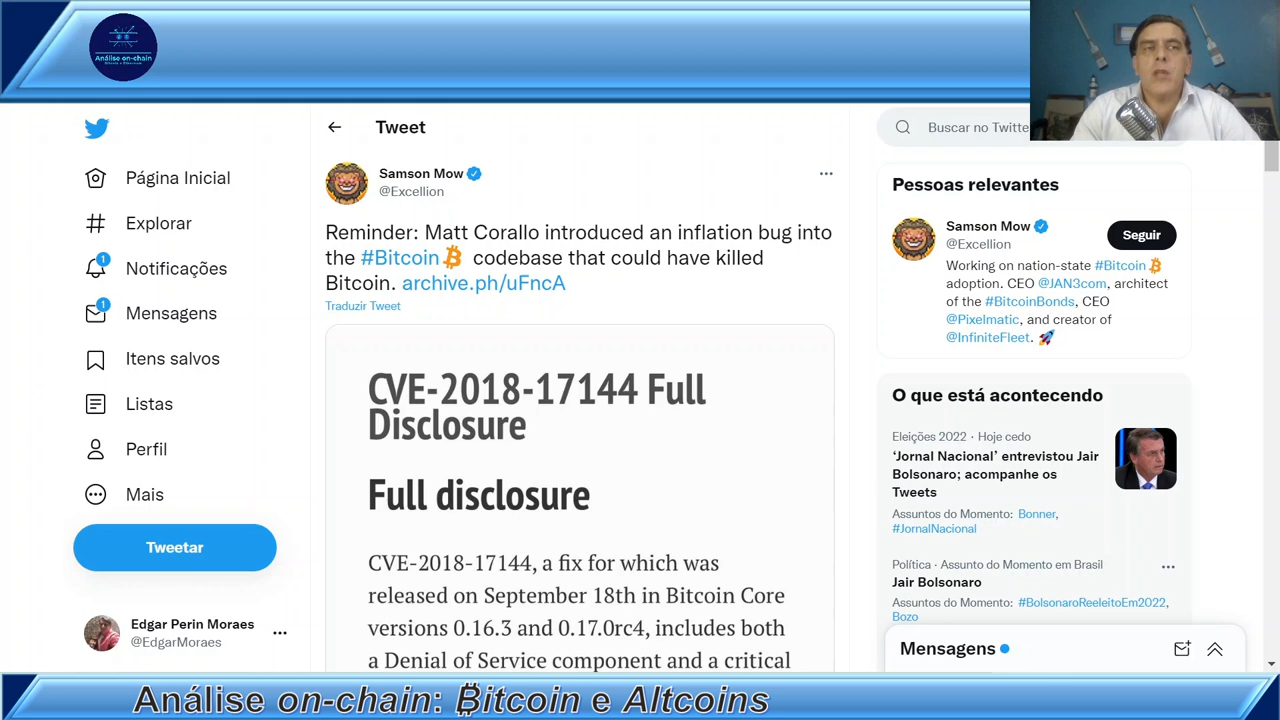 Análise on-chain
Bitcoin e Altcoins
Tweet
Buscar no Twitte
Página Inicial
Explorar
1
Notificações
1
Mensagens
Itens salvos
Listas
Perfil
Mais
Tweetar
Edgar Perin Moraes
@EdgarMoraes
Samson Mow
@Excellion
Reminder: Matt Corallo introduced an inflation bug into
the #Bitcoin codebase that could have killed
Bitcoin. archive.ph/uFncA
Traduzir Tweet
CVE-2018-17144 Full
Disclosure
Full disclosure
CVE-2018-17144, a fix for which was
released on September 18th in Bitcoin Core
versions 0.16.3 and 0.17.0rc4, includes both
a Denial of Service component and a critical
Pessoas relevantes
Samson Mow
@Excellion
Seguir
Working on nation-state #Bitcoin
adoption. CEO @JAN3com, architect
of the #BitcoinBonds, CEO
@Pixelmatic, and creator of
@InfiniteFleet.
O que está acontecendo
Eleições 2022 · Hoje cedo
‘Jornal Nacional’ entrevistou Jair
Bolsonaro; acompanhe os
Tweets
Assuntos do Momento: Bonner,
#JornalNacional
Política · Assunto do Momento em Brasil
Jair Bolsonaro
Assuntos do Momento: #BolsonaroReeleitoEm2022,
Bozo
Mensagens
Análise on-chain: ₿itcoin e Altcoins